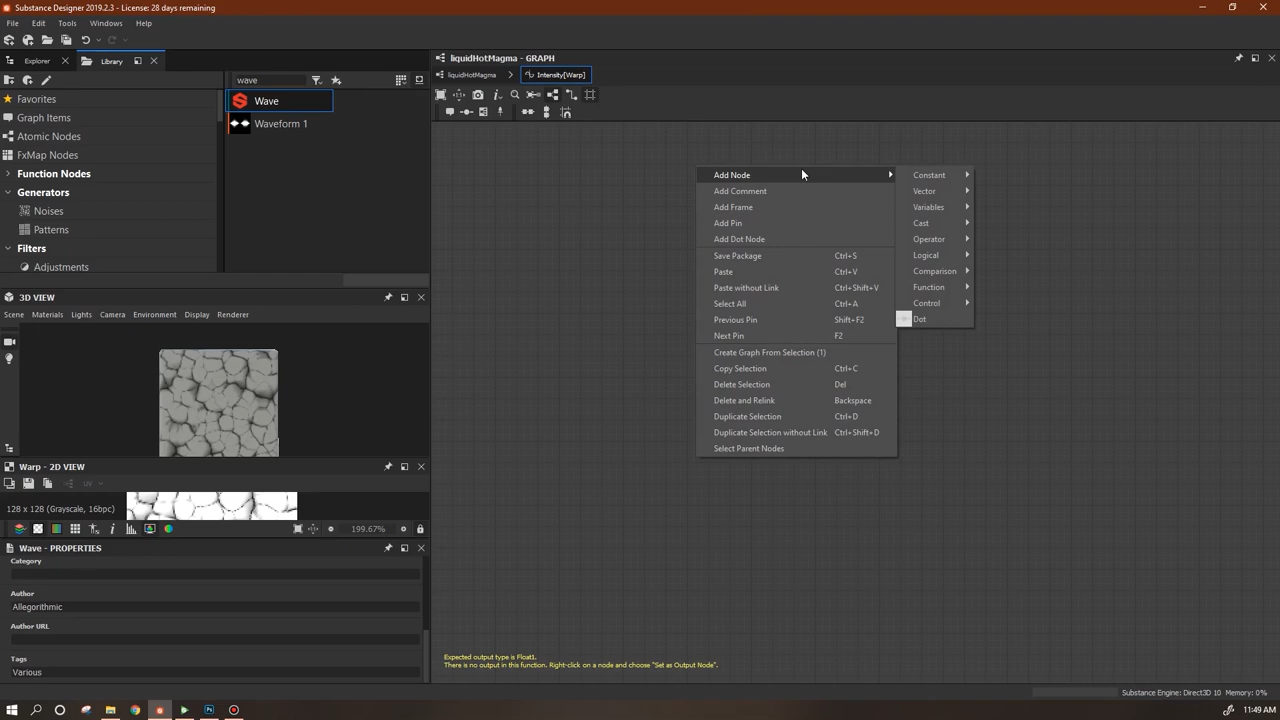 Substance Designer 2019.2.3 - License: 28 days remaining
File Edit Tools Windows Help
Explorer Library
liquidHotMagma - GRAPH
liquidHotMagma Intensity[Warp]
wave
Favorites
Graph Items
Atomic Nodes
FxMap Nodes
Function Nodes
Generators
Noises
Patterns
Filters
Adjustments
Wave
Waveform 1
3D VIEW
Scene Materials Lights Camera Environment Display Renderer
Warp - 2D VIEW
UV
128 x 128 (Grayscale, 16bpc)
199.67%
Wave - PROPERTIES
Category
Author
Allegorithmic
Author URL
Tags
Various
Add Node
Add Comment
Add Frame
Add Pin
Add Dot Node
Save Package Ctrl+S
Paste Ctrl+V
Paste without Link Ctrl+Shift+V
Select All Ctrl+A
Previous Pin Shift+F2
Next Pin F2
Create Graph From Selection (1)
Copy Selection Ctrl+C
Delete Selection Del
Delete and Relink Backspace
Duplicate Selection Ctrl+D
Duplicate Selection without Link Ctrl+Shift+D
Select Parent Nodes
Constant
Vector
Variables
Cast
Operator
Logical
Comparison
Function
Control
Dot
Expected output type is Float1.
There is no output in this function. Right-click on a node and choose "Set as Output Node".
Substance Engine: Direct3D 10 Memory: 0%
11:49 AM